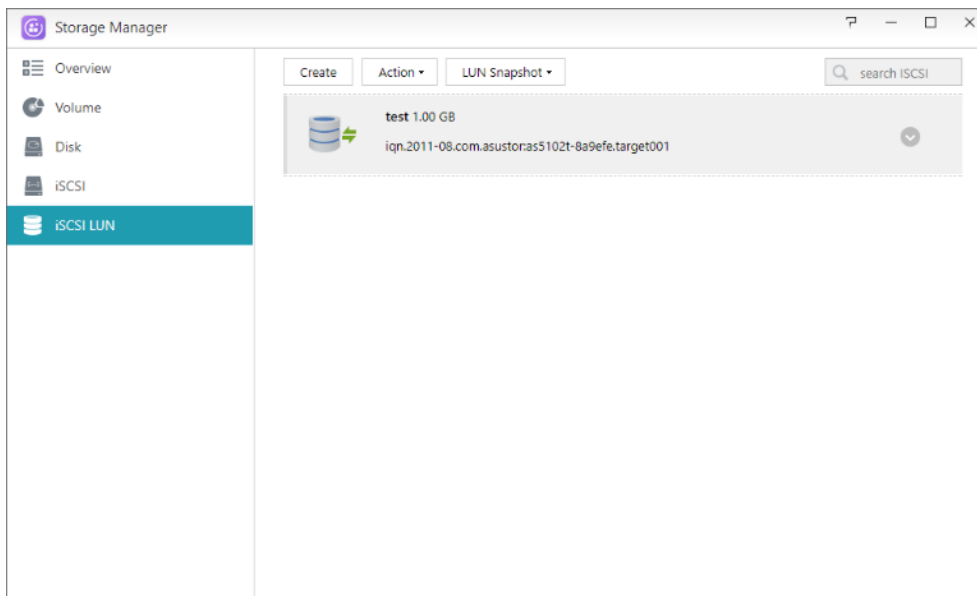 Storage Manager
Overview
Volume
Disk
iSCSI
iSCSI LUN
Create Action LUN Snapshot search iSCSI
test 1.00 GB
iqn.2011-08.com.asustor:as5102t-8a9efe.target001